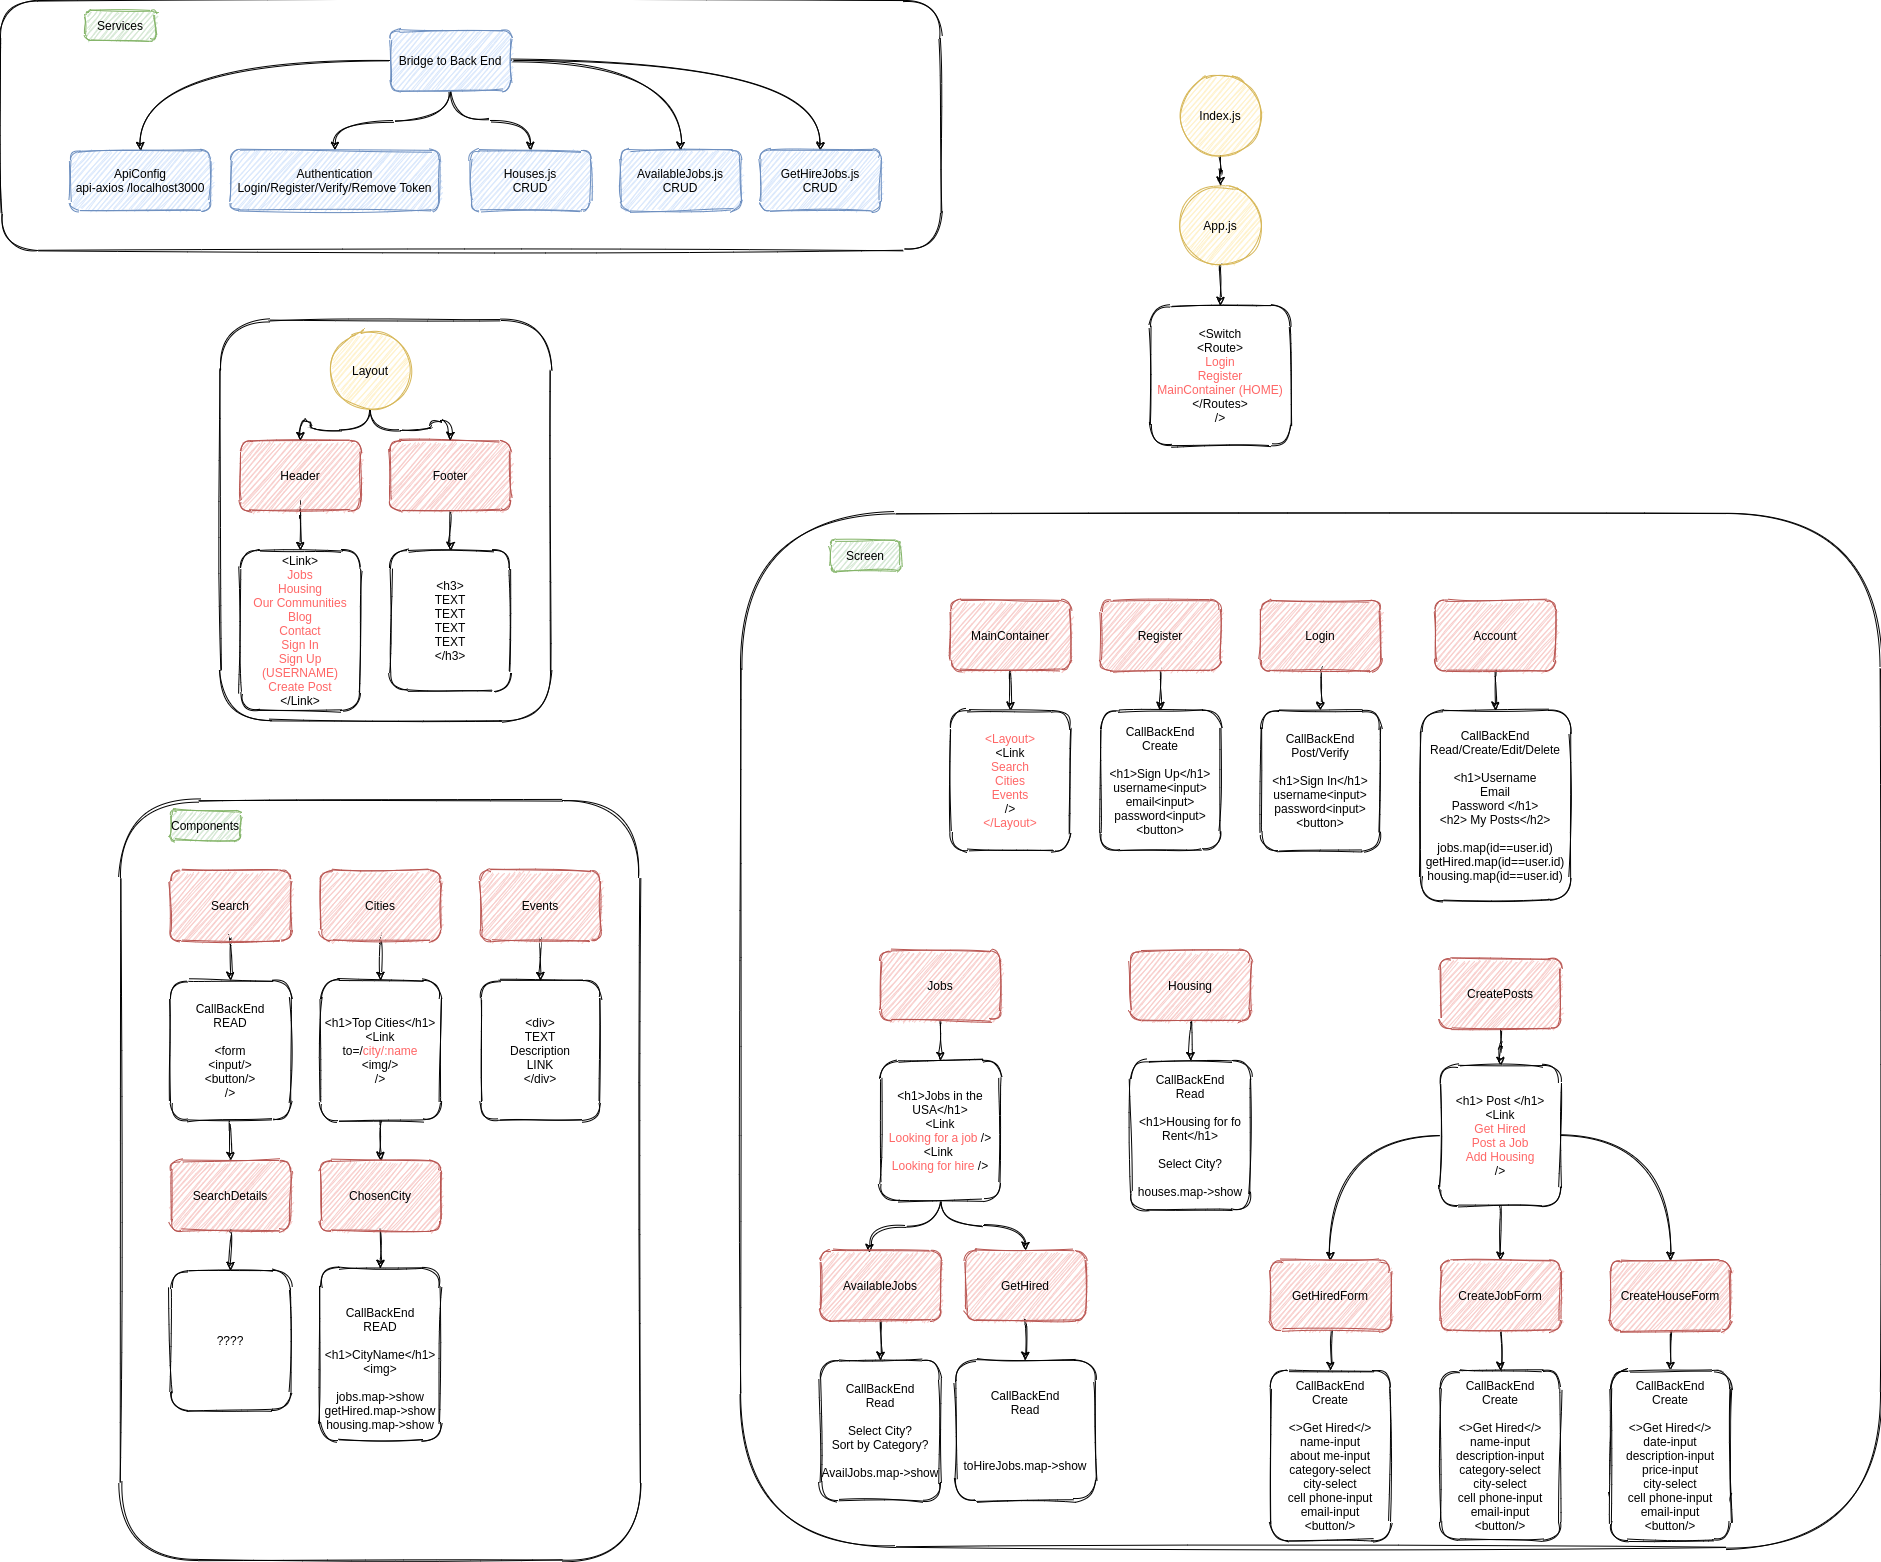 Services
Bridge to Back End
ApiConfig
api-axios /localhost3000
Authentication
Login/Register/Verify/Remove Token
Houses.js
CRUD
AvailableJobs.js
CRUD
GetHireJobs.js
CRUD
Index.js
App.js
<Switch
<Route>
Login
Register
MainContainer (HOME)
</Routes>
/>
Layout
Header
Footer
<Link>
Jobs
Housing
Our Communities
Blog
Contact
Sign In
Sign Up
(USERNAME)
Create Post
</Link>
<h3>
TEXT
TEXT
TEXT
TEXT
</h3>
Screen
MainContainer
Register
Login
Account
<Layout>
<Link
Search
Cities
Events
/>
</Layout>
CallBackEnd
Create
<h1>Sign Up</h1>
username<input>
email<input>
password<input>
<button>
CallBackEnd
Post/Verify
<h1>Sign In</h1>
username<input>
password<input>
<button>
CallBackEnd
Read/Create/Edit/Delete
<h1>Username
Email
Password </h1>
<h2> My Posts</h2>
jobs.map(id==user.id)
getHired.map(id==user.id)
housing.map(id==user.id)
Components
Search
Cities
Events
CallBackEnd
READ
<form
<input/>
<button/>
/>
<h1>Top Cities</h1>
<Link
to=/city/:name
<img/>
/>
<div>
TEXT
Description
LINK
</div>
SearchDetails
ChosenCity
????
CallBackEnd
READ
<h1>CityName</h1>
<img>
jobs.map->show
getHired.map->show
housing.map->show
Jobs
Housing
CreatePosts
<h1>Jobs in the
USA</h1>
<Link
Looking for a job />
<Link
Looking for hire />
CallBackEnd
Read
<h1>Housing for fo
Rent</h1>
Select City?
houses.map->show
<h1> Post </h1>
<Link
Get Hired
Post a Job
Add Housing
/>
AvailableJobs
GetHired
GetHiredForm
CreateJobForm
CreateHouseForm
CallBackEnd
Read
Select City?
Sort by Category?
AvailJobs.map->show
CallBackEnd
Read
toHireJobs.map->show
CallBackEnd
Create
<>Get Hired</>
name-input
about me-input
category-select
city-select
cell phone-input
email-input
<button/>
CallBackEnd
Create
<>Get Hired</>
name-input
description-input
category-select
city-select
cell phone-input
email-input
<button/>
CallBackEnd
Create
<>Get Hired</>
date-input
description-input
price-input
city-select
cell phone-input
email-input
<button/>